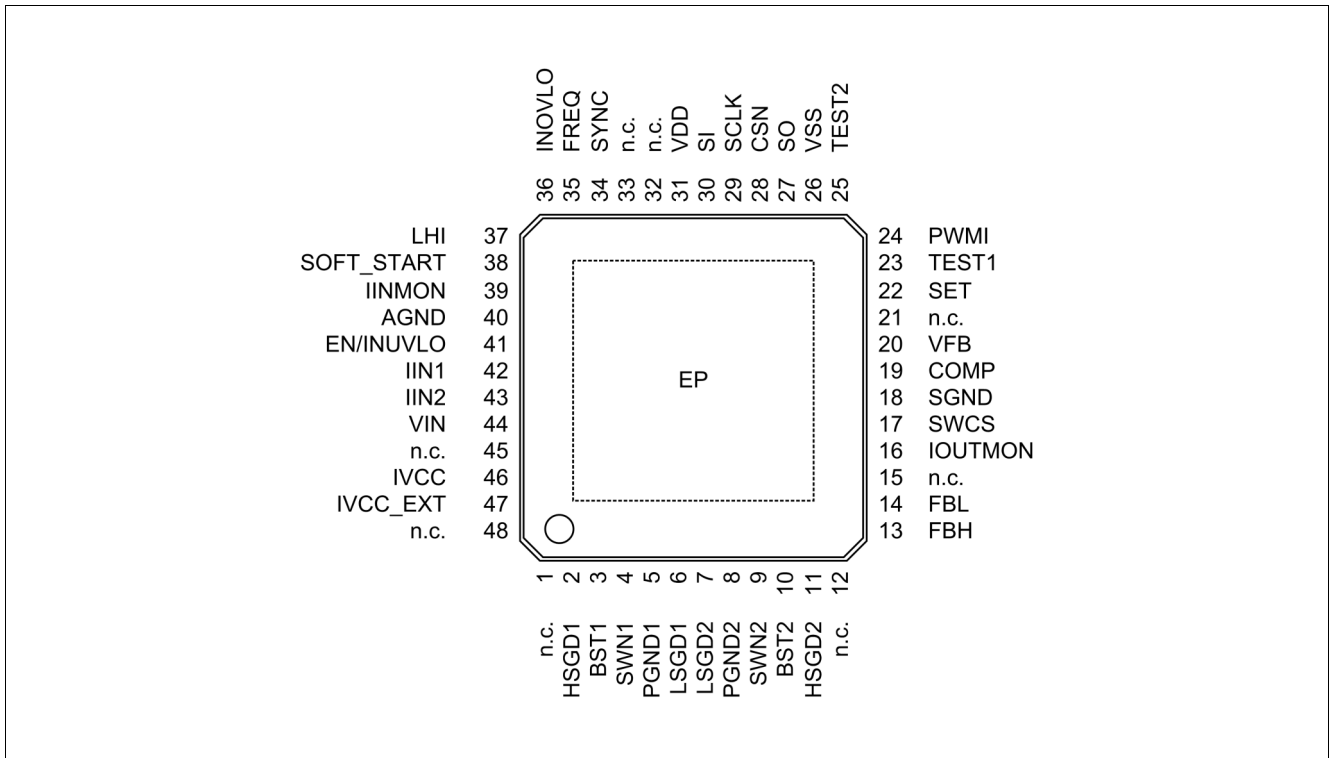 INOVLO
FREQ
SYNC
n.c.
n.c.
VDD
SI
SCLK
CSN
SO
VSS
TEST2
36
35
34
33
32
31
30
29
28
27
26
25
LHI 37
SOFT_START 38
IINMON 39
AGND 40
EN/INUVLO 41
IIN1 42
IIN2 43
VIN 44
n.c. 45
IVCC 46
IVCC_EXT 47
n.c. 48
EP
24 PWMI
23 TEST1
22 SET
21 n.c.
20 VFB
19 COMP
18 SGND
17 SWCS
16 IOUTMON
15 n.c.
14 FBL
13 FBH
1
2
3
4
5
6
7
8
9
10
11
12
n.c.
HSGD1
BST1
SWN1
PGND1
LSGD1
LSGD2
PGND2
SWN2
BST2
HSGD2
n.c.